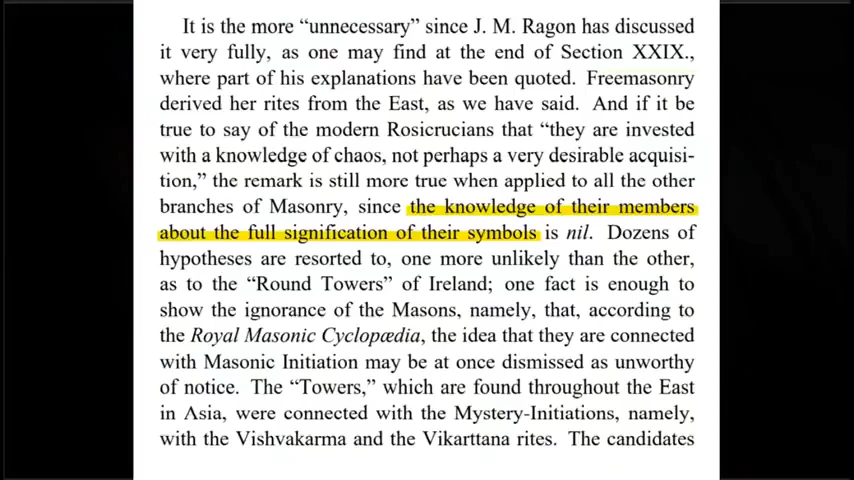 It is the more “unnecessary” since J. M. Ragon has discussed
it very fully, as one may find at the end of Section XXIX.,
where part of his explanations have been quoted. Freemasonry
derived her rites from the East, as we have said. And if it be
true to say of the modern Rosicrucians that “they are invested
with a knowledge of chaos, not perhaps a very desirable acquisi-
tion,” the remark is still more true when applied to all the other
branches of Masonry, since the knowledge of their members
about the full signification of their symbols is nil. Dozens of
hypotheses are resorted to, one more unlikely than the other,
as to the “Round Towers” of Ireland; one fact is enough to
show the ignorance of the Masons, namely, that, according to
the Royal Masonic Cyclopædia, the idea that they are connected
with Masonic Initiation may be at once dismissed as unworthy
of notice. The “Towers,” which are found throughout the East
in Asia, were connected with the Mystery-Initiations, namely,
with the Vishvakarma and the Vikarttana rites. The candidates